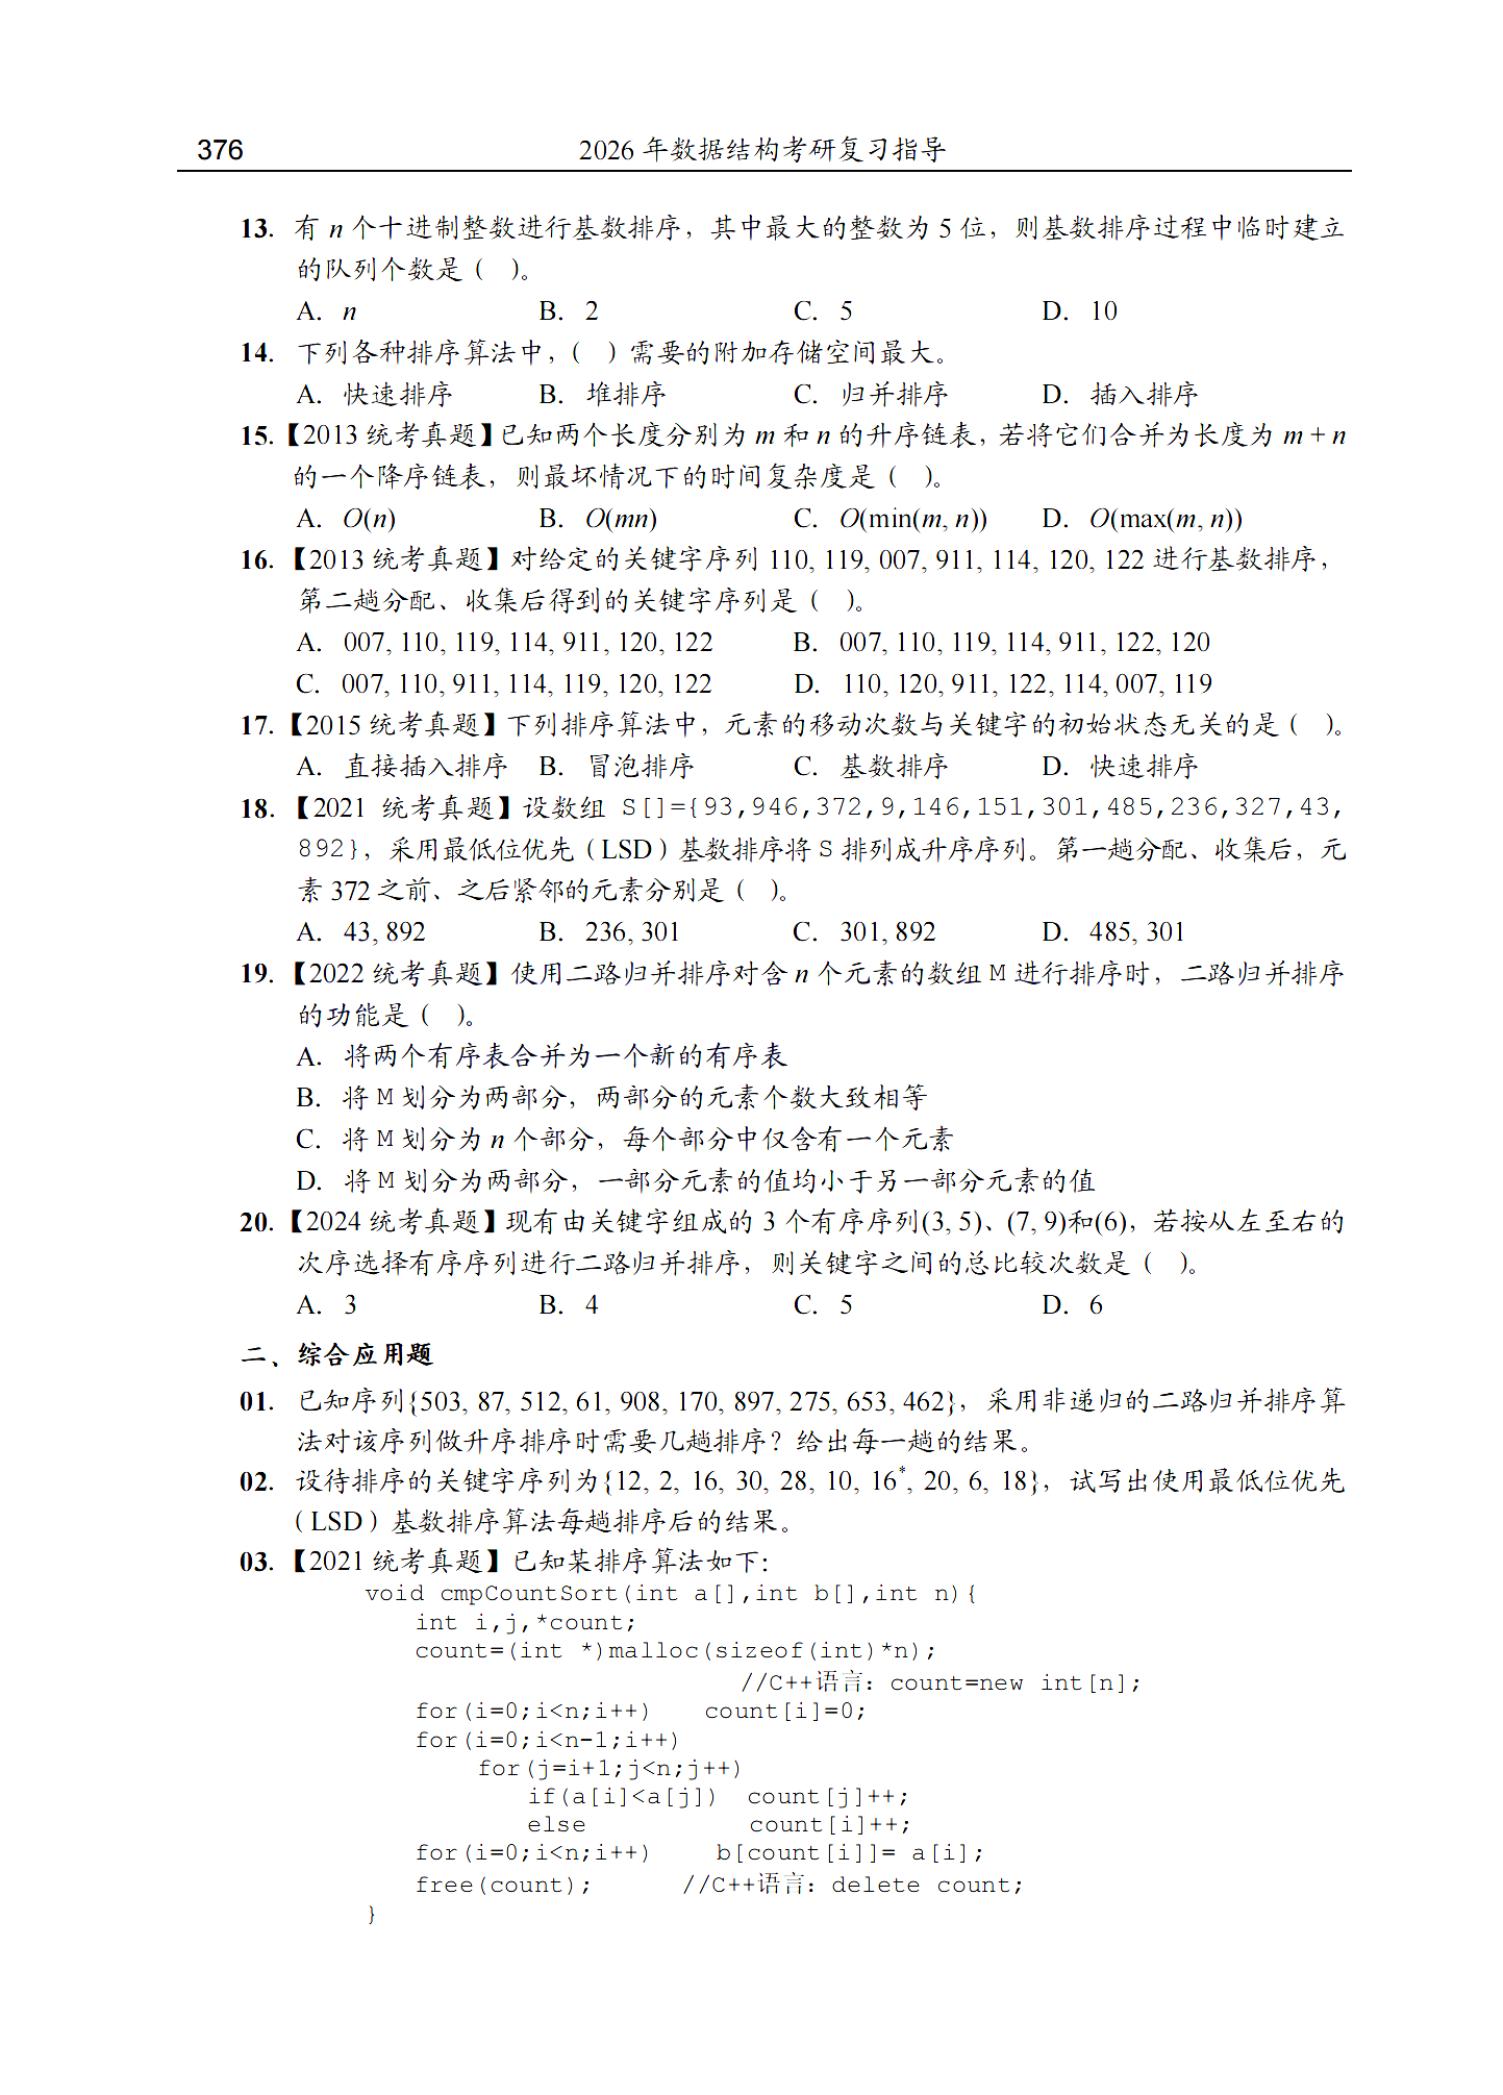 376 2026 年数据结构考研复习指导
13. 有 n 个十进制整数进行基数排序，其中最大的整数为 5 位，则基数排序过程中临时建立
的队列个数是（ ）。
A. n B. 2 C. 5 D. 10
14. 下列各种排序算法中，（ ）需要的附加存储空间最大。
A. 快速排序 B. 堆排序 C. 归并排序 D. 插入排序
15.【2013 统考真题】已知两个长度分别为 m 和 n 的升序链表，若将它们合并为长度为 m + n
的一个降序链表，则最坏情况下的时间复杂度是（ ）。
A. O(n) B. O(mn) C. O(min(m, n)) D. O(max(m, n))
16.【2013 统考真题】对给定的关键字序列 110, 119, 007, 911, 114, 120, 122 进行基数排序，
第二趟分配、收集后得到的关键字序列是（ ）。
A. 007, 110, 119, 114, 911, 120, 122 B. 007, 110, 119, 114, 911, 122, 120
C. 007, 110, 911, 114, 119, 120, 122 D. 110, 120, 911, 122, 114, 007, 119
17.【2015 统考真题】下列排序算法中，元素的移动次数与关键字的初始状态无关的是（ ）。
A. 直接插入排序 B. 冒泡排序 C. 基数排序 D. 快速排序
18.【2021 统考真题】设数组 S[]={93,946,372,9,146,151,301,485,236,327,43,
892}，采用最低位优先（LSD）基数排序将 S 排列成升序序列。第一趟分配、收集后，元
素 372 之前、之后紧邻的元素分别是（ ）。
A. 43, 892 B. 236, 301 C. 301, 892 D. 485, 301
19.【2022 统考真题】使用二路归并排序对含 n 个元素的数组 M 进行排序时，二路归并排序
的功能是（ ）。
A. 将两个有序表合并为一个新的有序表
B. 将 M 划分为两部分，两部分的元素个数大致相等
C. 将 M 划分为 n 个部分，每个部分中仅含有一个元素
D. 将 M 划分为两部分，一部分元素的值均小于另一部分元素的值
20.【2024 统考真题】现有由关键字组成的 3 个有序序列(3, 5)、(7, 9)和(6)，若按从左至右的
次序选择有序序列进行二路归并排序，则关键字之间的总比较次数是（ ）。
A. 3 B. 4 C. 5 D. 6
二、综合应用题
01. 已知序列{503, 87, 512, 61, 908, 170, 897, 275, 653, 462}，采用非递归的二路归并排序算
法对该序列做升序排序时需要几趟排序？给出每一趟的结果。
02. 设待排序的关键字序列为{12, 2, 16, 30, 28, 10, 16*, 20, 6, 18}，试写出使用最低位优先
（LSD）基数排序算法每趟排序后的结果。
03.【2021 统考真题】已知某排序算法如下：
void cmpCountSort(int a[],int b[],int n){
int i,j,*count;
count=(int *)malloc(sizeof(int)*n);
//C++语言：count=new int[n];
for(i=0;i<n;i++) count[i]=0;
for(i=0;i<n-1;i++)
for(j=i+1;j<n;j++)
if(a[i]<a[j]) count[j]++;
else count[i]++;
for(i=0;i<n;i++) b[count[i]]= a[i];
free(count); //C++语言：delete count;
}